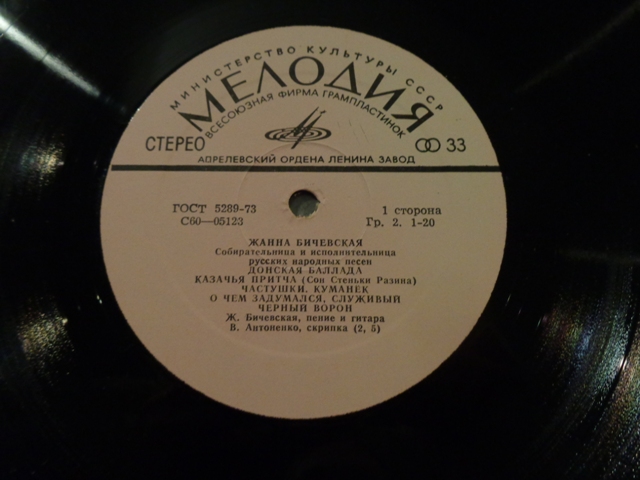 МИНИСТЕРСТВО КУЛЬТУРЫ СССР
МЕЛОДИЯ
ВСЕСОЮЗНАЯ ФИРМА ГРАМПЛАСТИНОК
СТЕРЕО
33
АПРЕЛЕВСКИЙ ОРДЕНА ЛЕНИНА ЗАВОД
ГОСТ 5289-73
1 сторона
С60—05123
Гр. 2. 1-20
ЖАННА БИЧЕВСКАЯ
Собирательница и исполнительница
русских народных песен
ДОНСКАЯ БАЛЛАДА
КАЗАЧЬЯ ПРИТЧА (Сон Стеньки Разина)
ЧАСТУШКИ. КУМАНЁК
О ЧЕМ ЗАДУМАЛСЯ, СЛУЖИВЫЙ
ЧЕРНЫЙ ВОРОН
Ж. Бичевская, пение и гитара
В. Антоненко, скрипка (2, 5)